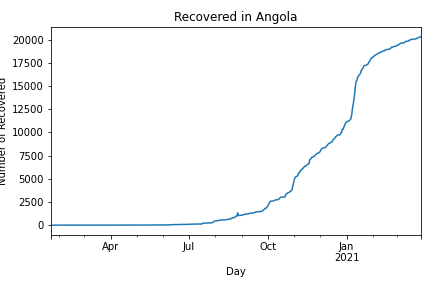 Recovered in Angola
Number of Recovered
20000
17500
15000
12500
10000
7500
5000
2500
0
Apr
Jul
Oct
Jan
2021
Day